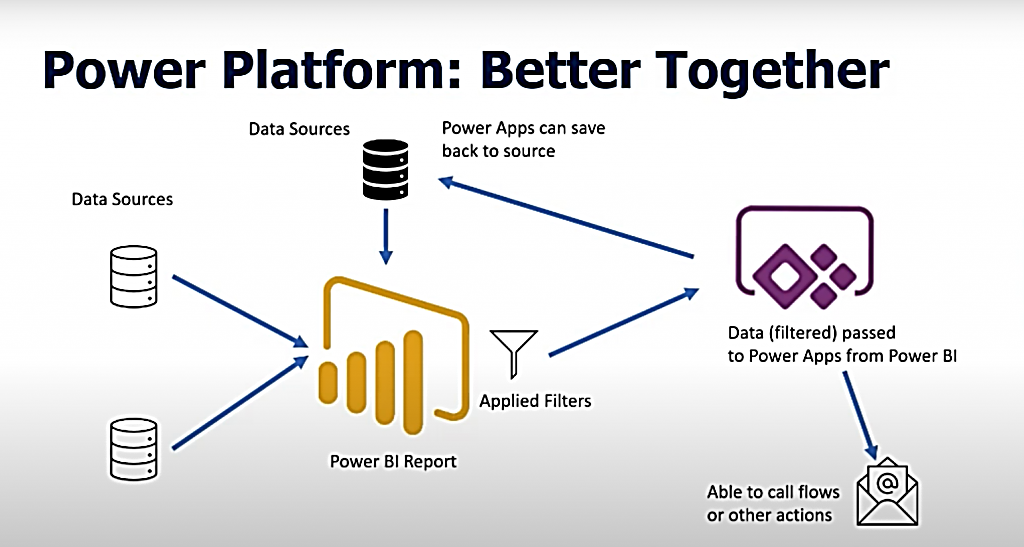 Power Platform: Better Together
Data Sources
Power Apps can save
back to source
Data Sources
Data (filtered) passed
to Power Apps from Power BI
Applied Filters
Power BI Report
@
Able to call flows
or other actions